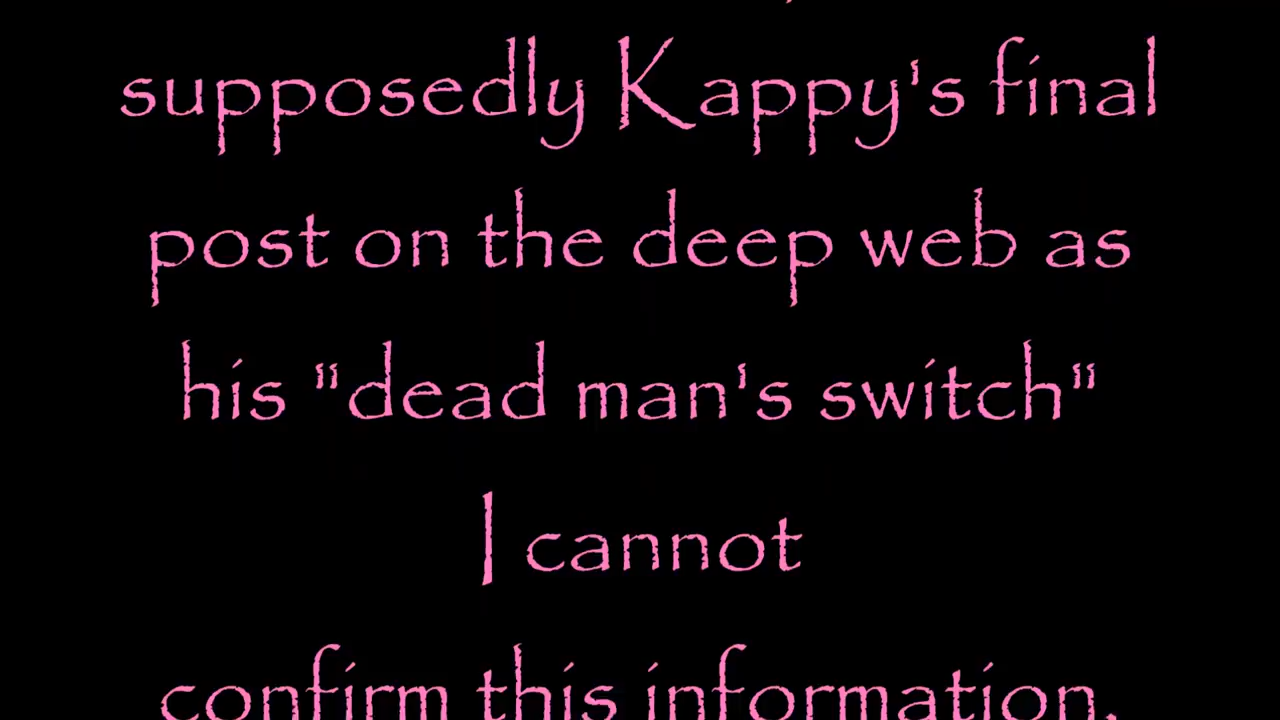 supposedly Kappy's final
post on the deep web as
his "dead man's switch"
I cannot
confirm this information.